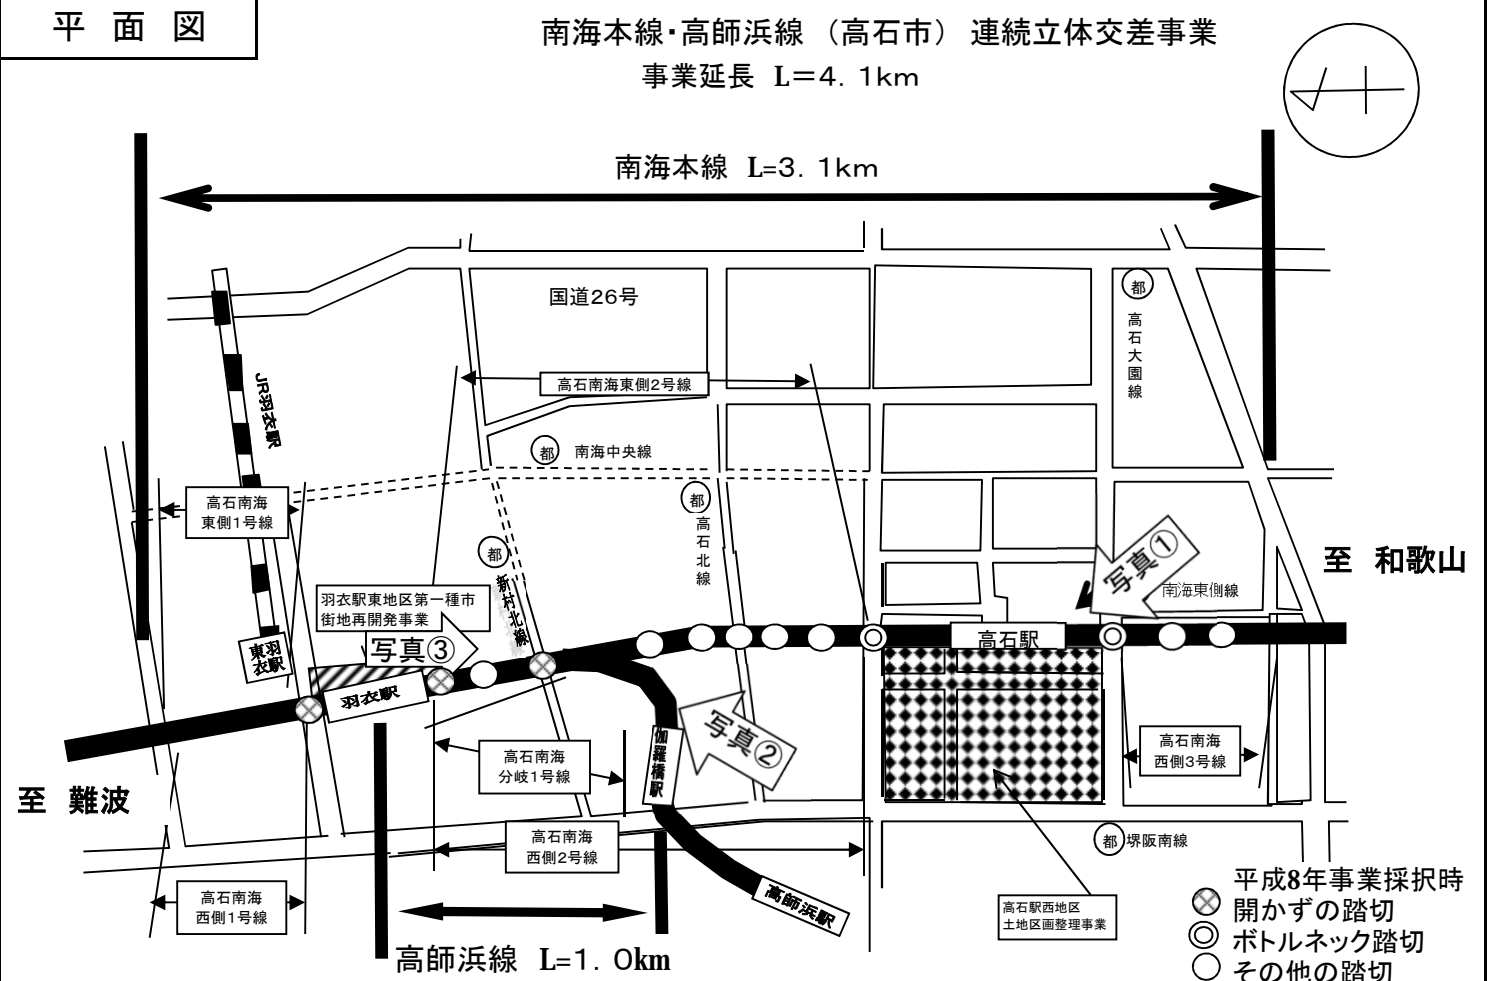 平 面 図
南海本線・高師浜線 （高石市） 連続立体交差事業
事業延長 L＝4．1km
南海本線 L=3．1km
国道26号
都
高石大園線
JR羽衣駅
高石南海東側2号線
都 南海中央線
高石南海
東側1号線
都
高石北線
都
新村北線
写真①
至 和歌山
南海東側線
羽衣駅東地区第一種市
街地再開発事業
写真③
高石駅
東羽
衣駅
羽衣駅
写真②
伽羅橋駅
高石南海
分岐1号線
高石南海
西側3号線
至 難波
高石南海
西側2号線
都 堺阪南線
高石南海
西側1号線
高師浜駅
高石駅西地区
土地区画整理事業
高師浜線 L=1．0km
平成8年事業採択時
開かずの踏切
ボトルネック踏切
その他の踏切